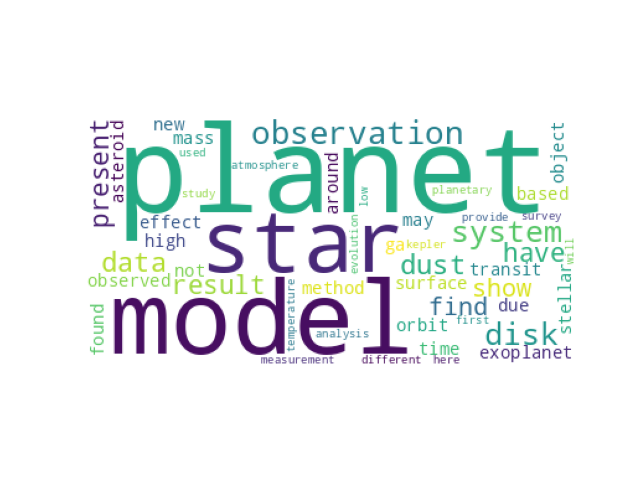 new
mass
used
observation
object
present
asteroid
planet
atmosphere
around
low
planetary
study
based
effect
high
star
evolution
may
provide
survey
system
data
not
ga
kepler
have
will
observed
result
dust
transit
method
surface
show
stellar
found
model
temperature
find
due
orbit
first
disk
analysis
time
exoplanet
measurement
different
here